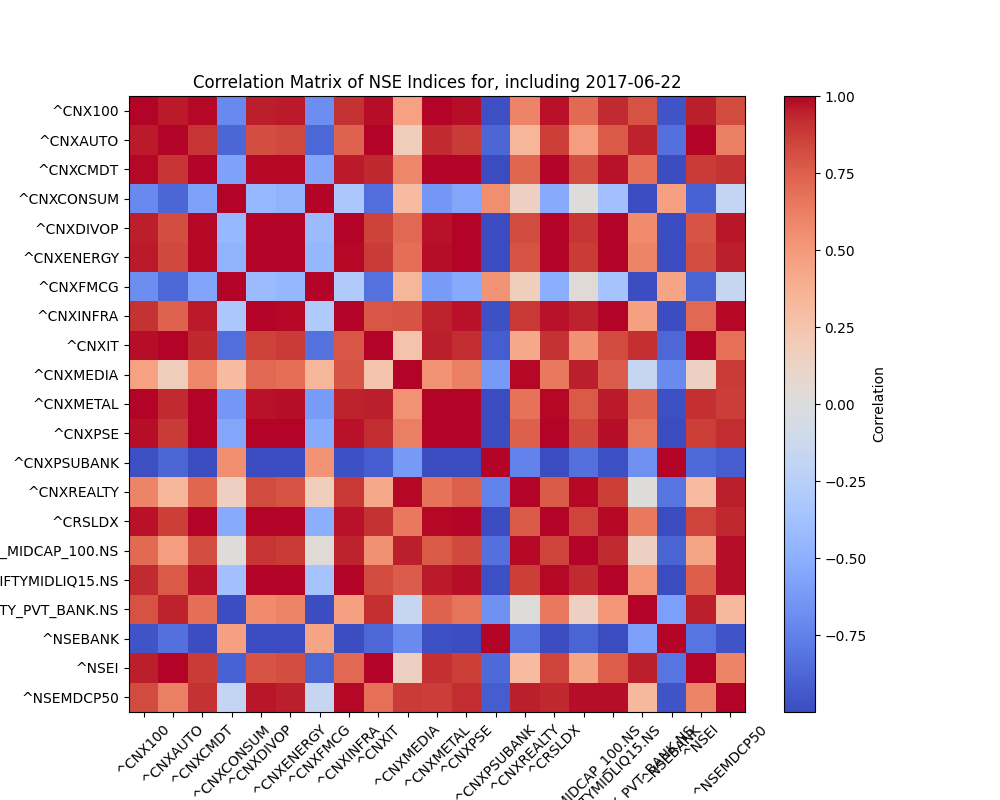 Correlation Matrix of NSE Indices for, including 2017-06-22
^CNX100
^CNXAUTO
^CNXCMDT
^CNXCONSUM
^CNXDIVOP
^CNXENERGY
^CNXFMCG
^CNXINFRA
^CNXIT
^CNXMEDIA
^CNXMETAL
^CNXPSE
^CNXPSUBANK
^CNXREALTY
^CRSLDX
_MIDCAP_100.NS
IFTYMIDLIQ15.NS
TY_PVT_BANK.NS
^NSEBANK
^NSEI
^NSEMDCP50
^CNX100
^CNXAUTO
^CNXCMDT
^CNXCONSUM
^CNXDIVOP
^CNXENERGY
^CNXFMCG
^CNXINFRA
^CNXIT
^CNXMEDIA
^CNXMETAL
^CNXPSE
^CNXPSUBANK
^CNXREALTY
^CRSLDX
MIDCAP_100.NS
TYMIDLIQ15.NS
_PVT_BANK.NS
^NSEBANK
^NSEI
^NSEMDCP50
1.00
0.75
0.50
0.25
0.00
−0.25
−0.50
−0.75
Correlation